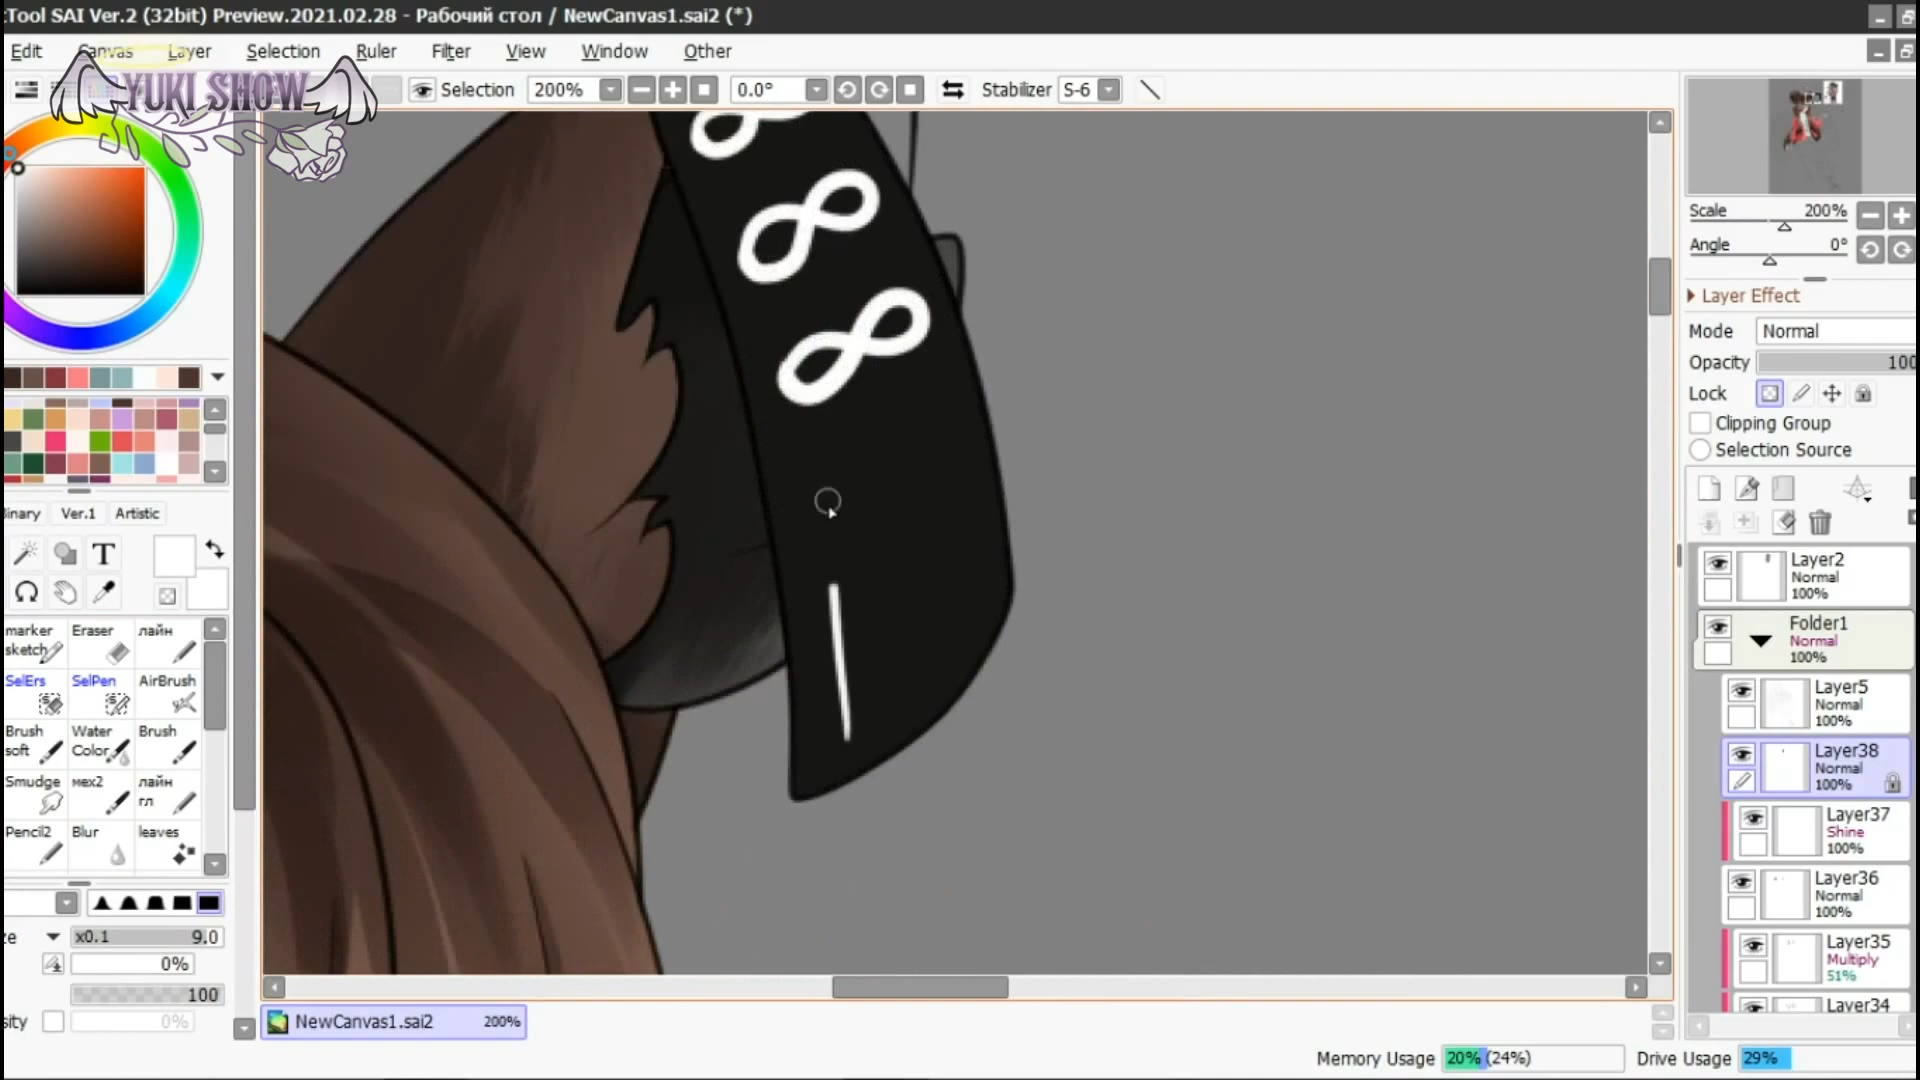 Tool SAI Ver.2 (32bit) Preview.2021.02.28 - Рабочий стол / NewCanvas1.sai2 (*)
Edit Canvas Layer Selection Ruler Filter View Window Other
YUKI SHOW
Selection 200% 0.0° Stabilizer S-6
Scale 200%
Angle 0°
Layer Effect
Mode Normal
Opacity 100
Lock
Clipping Group
Selection Source
Ver.1 Artistic
T
marker sketch Eraser лайн
SelErs SelPen AirBrush
Brush soft Water Color Brush
Smudge мех2 лайн гл
Pencil2 Blur leaves
x0.1 9.0
0%
100
0%
Layer2
Normal
100%
Folder1
Normal
100%
Layer5
Normal
100%
Layer38
Normal
100%
Layer37
Shine
100%
Layer36
Normal
100%
Layer35
Multiply
51%
Layer34
NewCanvas1.sai2 200%
Memory Usage 20% (24%) Drive Usage 29%